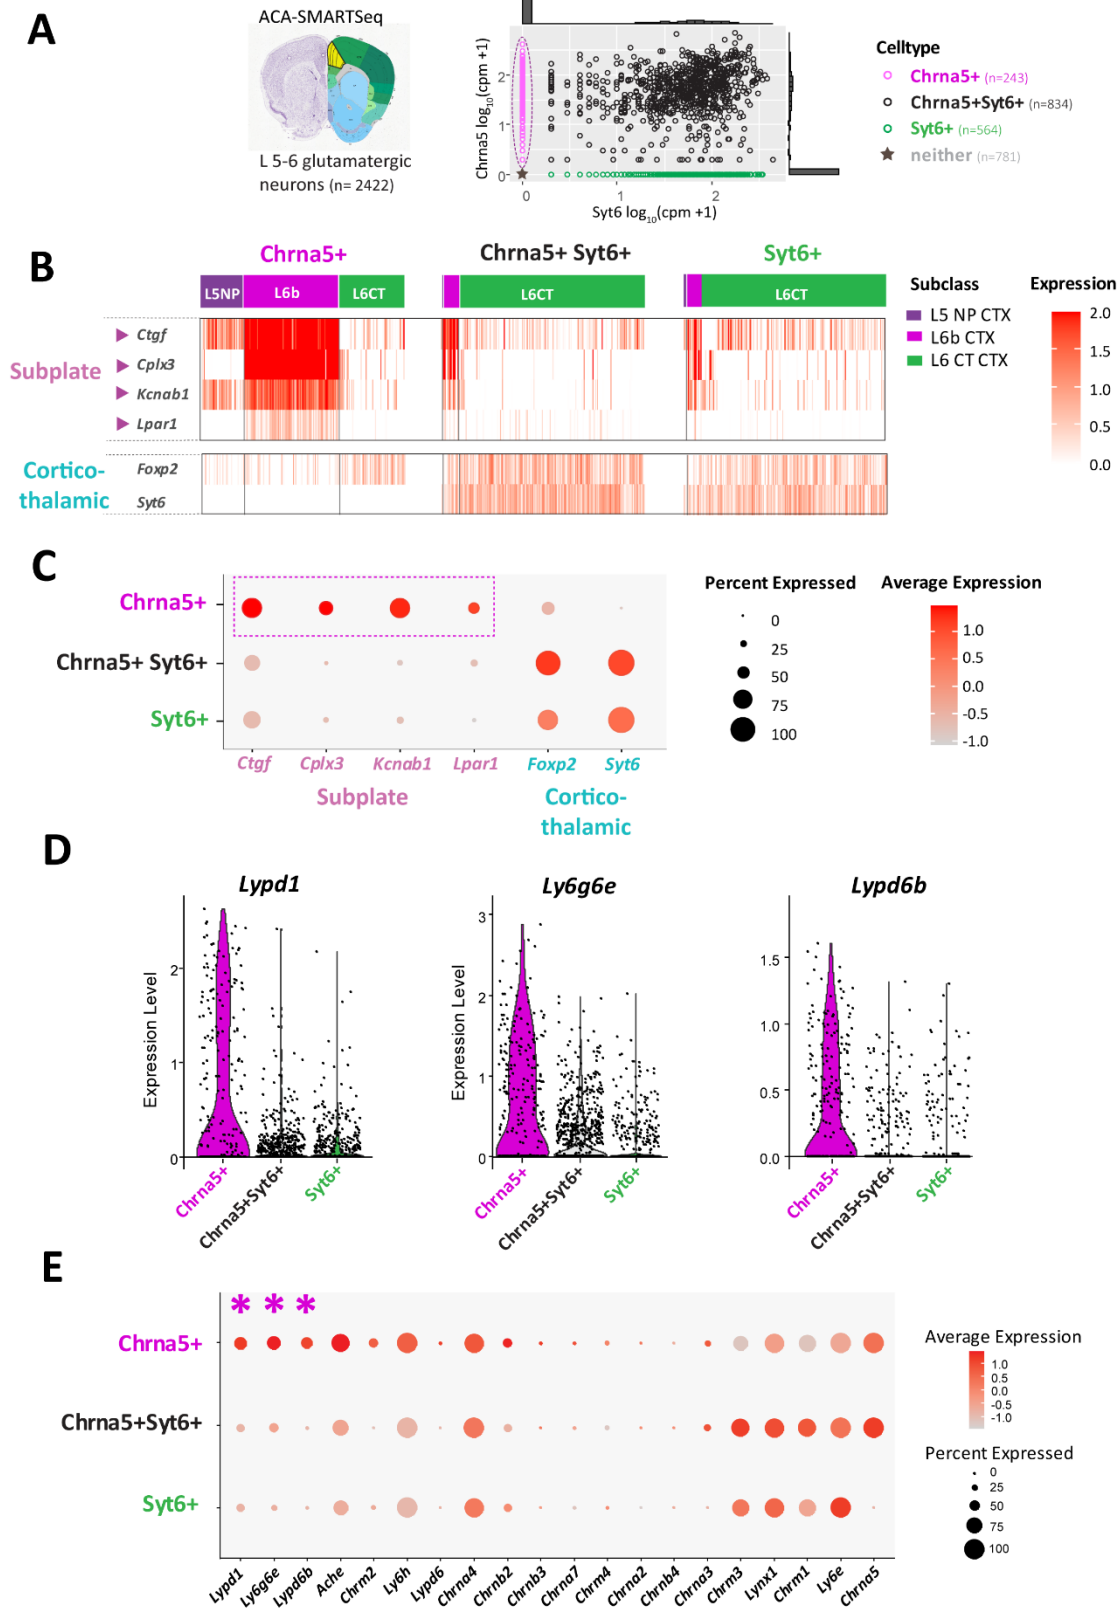 A
ACA-SMARTSeq
L 5-6 glutamatergic
neurons (n= 2422)
Chrna5 log10(cpm +1)
2
1
0
0
1
2
Syt6 log10(cpm +1)
Celltype
Chrna5+ (n=243)
Chrna5+Syt6+ (n=834)
Syt6+ (n=564)
neither (n=781)
B
Chrna5+
Chrna5+ Syt6+
Syt6+
L5NP
L6b
L6CT
L6CT
L6CT
Subclass
L5 NP CTX
L6b CTX
L6 CT CTX
Expression
2.0
1.5
1.0
0.5
0.0
Subplate
Ctgf
Cplx3
Kcnab1
Lpar1
Cortico-
thalamic
Foxp2
Syt6
C
Chrna5+
Chrna5+ Syt6+
Syt6+
Ctgf
Cplx3
Kcnab1
Lpar1
Foxp2
Syt6
Subplate
Cortico-
thalamic
Percent Expressed
0
25
50
75
100
Average Expression
1.0
0.5
0.0
-0.5
-1.0
D
Lypd1
Expression Level
2
1
0
Chrna5+
Chrna5+Syt6+
Syt6+
Ly6g6e
Expression Level
3
2
1
0
Chrna5+
Chrna5+Syt6+
Syt6+
Lypd6b
1.5
1.0
0.5
0.0
Chrna5+
Chrna5+Syt6+
Syt6+
E
* * *
Chrna5+
Chrna5+Syt6+
Syt6+
Lypd1
Ly6g6e
Lypd6b
Ache
Chrm2
Ly6h
Lypd6
Chrna4
Chrnb2
Chrnb3
Chrna7
Chrm4
Chrna2
Chrnb4
Chrna3
Chrm3
Lynx1
Chrm1
Ly6e
Chrna5
Average Expression
1.0
0.5
0.0
-0.5
-1.0
Percent Expressed
0
25
50
75
100